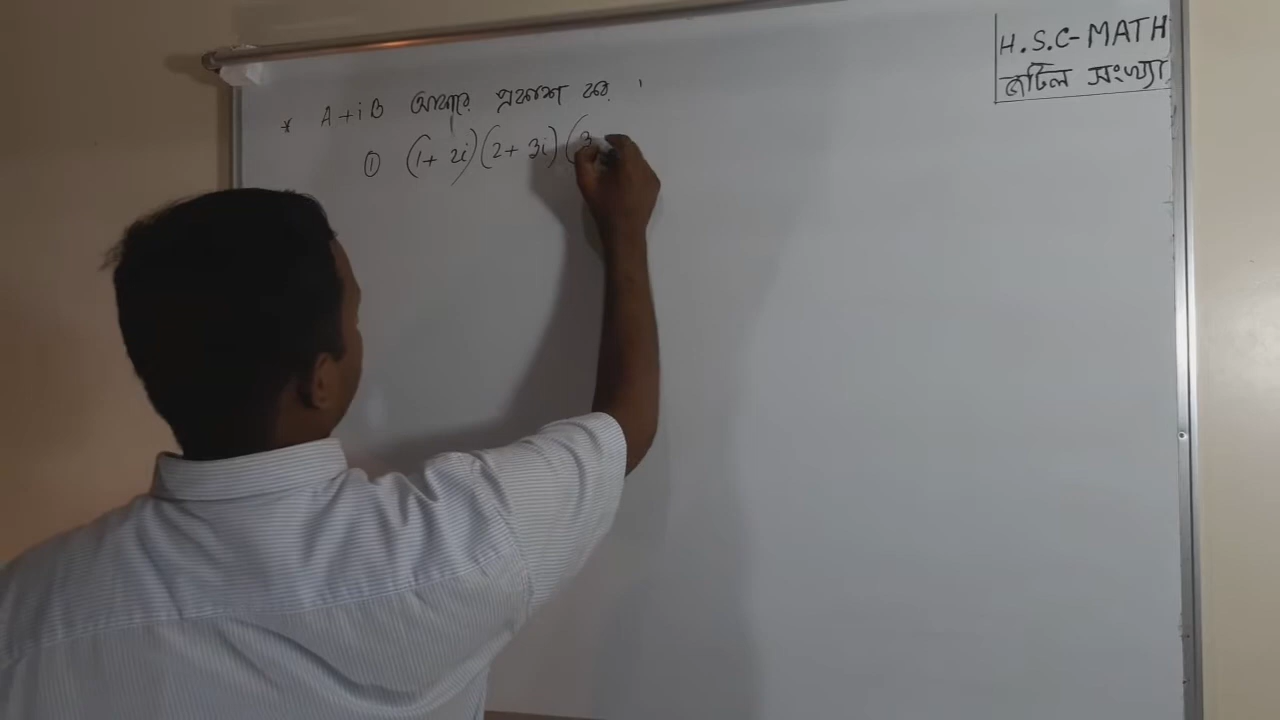 H.S.C-MATH
জটিল সংখ্যা
* A+iB আকারে প্রকাশ কর ।
① (1+ 2i)(2+ 3i)(3